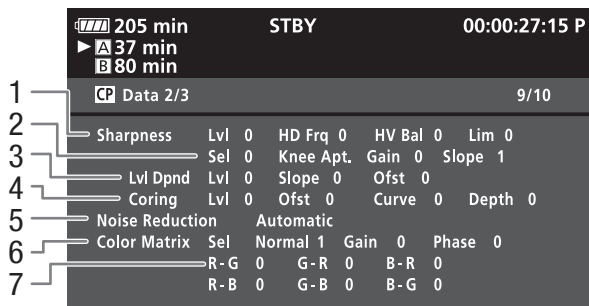 205 min STBY 00:00:27:15 P
A 37 min
B 80 min
CP Data 2/3 9/10
1 Sharpness Lvl 0 HD Frq 0 HV Bal 0 Lim 0
2 Sel 0 Knee Apt. Gain 0 Slope 1
3 Lvl Dpnd Lvl 0 Slope 0 Ofst 0
4 Coring Lvl 0 Ofst 0 Curve 0 Depth 0
5 Noise Reduction Automatic
6 Color Matrix Sel Normal 1 Gain 0 Phase 0
7 R-G 0 G-R 0 B-R 0
R-B 0 G-B 0 B-G 0